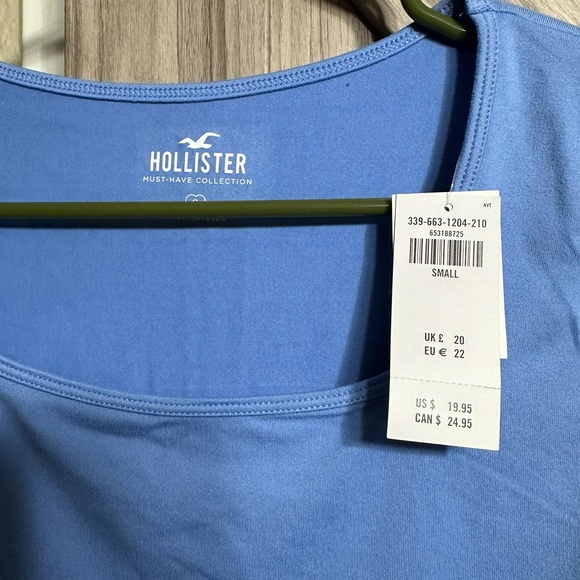 HOLLISTER
MUST-HAVE COLLECTION
NVT
339-663-1204-210
653188725
SMALL
UK £ 20
EU € 22
US $ 19.95
CAN $ 24.95